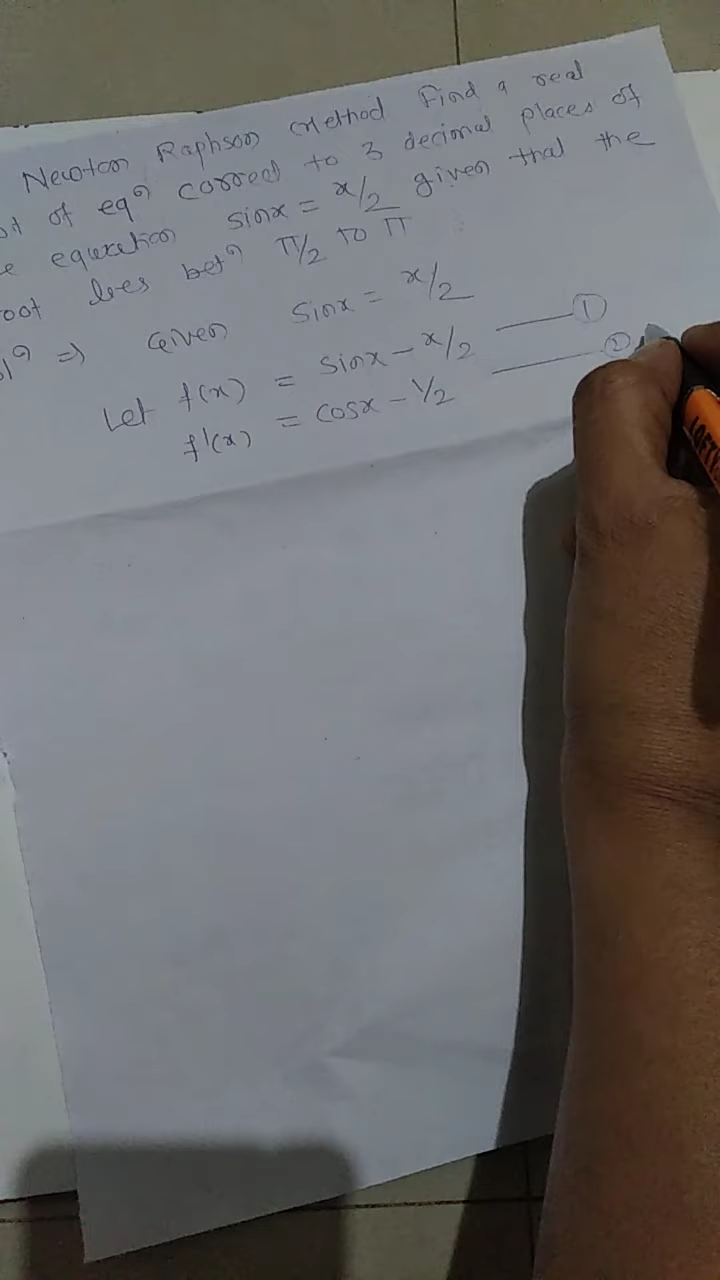 Newton Raphson method Find a real
of eqn correct to 3 decimal places of
equation sinx = x/2 given that the
lies betn π/2 to π
=> Given sinx = x/2
Let f(x) = sinx - x/2 ——— ①
f'(x) = cosx - 1/2 ——— ②